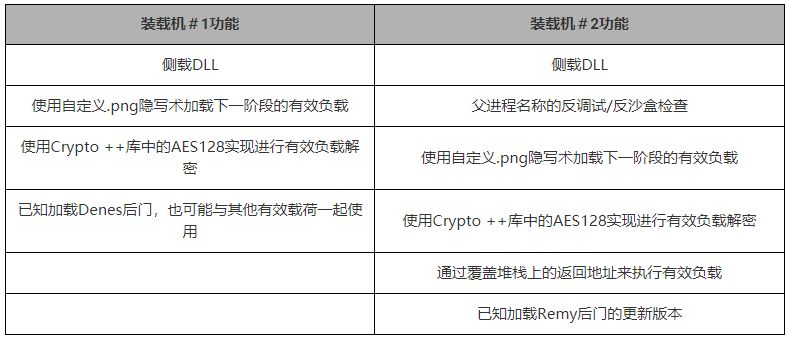 装载机＃1功能
装载机＃2功能
侧载DLL
侧载DLL
使用自定义.png隐写术加载下一阶段的有效负载
父进程名称的反调试/反沙盒检查
使用Crypto ++库中的AES128实现进行有效负载解
密
使用自定义.png隐写术加载下一阶段的有效负载
已知加载Denes后门，也可能与其他有效载荷一起使
用
使用Crypto ++库中的AES128实现进行有效负载解密
通过覆盖堆栈上的返回地址来执行有效负载
已知加载Remy后门的更新版本